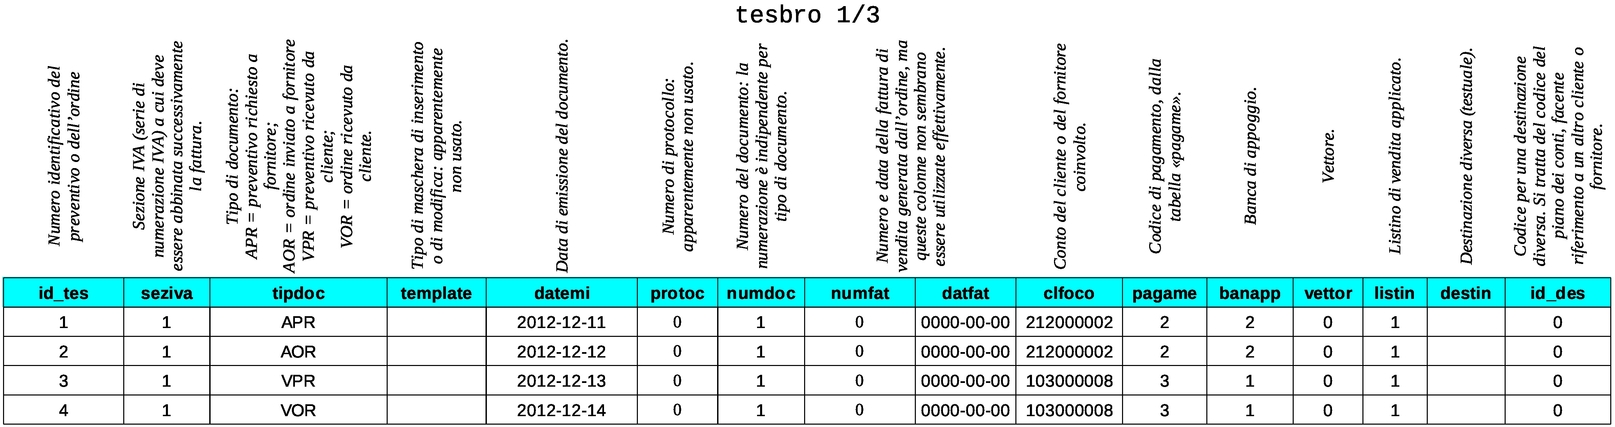 tesbro 1/3
Numero identificativo del
preventivo o dell'ordine
Sezione IVA (serie di
numerazione IVA) a cui deve
essere abbinata successivamente
la fattura.
Tipo di documento:
APR = preventivo richiesto a
fornitore;
AOR = ordine inviato a fornitore
VPR = preventivo ricevuto da
cliente;
VOR = ordine ricevuto da
cliente.
Tipo di maschera di inserimento
o di modifica: apparentemente
non usato.
Data di emissione del documento.
Numero di protocollo:
apparentemente non usato.
Numero del documento: la
numerazione è indipendente per
tipo di documento.
Numero e data della fattura di
vendita generata dall'ordine, ma
queste colonne non sembrano
essere utilizzate effettivamente.
Conto del cliente o del fornitore
coinvolto.
Codice di pagamento, dalla
tabella «pagame».
Banca di appoggio.
Vettore.
Listino di vendita applicato.
Destinazione diversa (testuale).
Codice per una destinazione
diversa. Si tratta del codice del
piano dei conti, facente
riferimento a un altro cliente o
fornitore.
id_tes seziva tipdoc template datemi protoc numdoc numfat datfat clfoco pagame banapp vettor listin destin id_des
1 1 APR 2012-12-11 0 1 0 0000-00-00 212000002 2 2 0 1 0
2 1 AOR 2012-12-12 0 1 0 0000-00-00 212000002 2 2 0 1 0
3 1 VPR 2012-12-13 0 1 0 0000-00-00 103000008 3 1 0 1 0
4 1 VOR 2012-12-14 0 1 0 0000-00-00 103000008 3 1 0 1 0